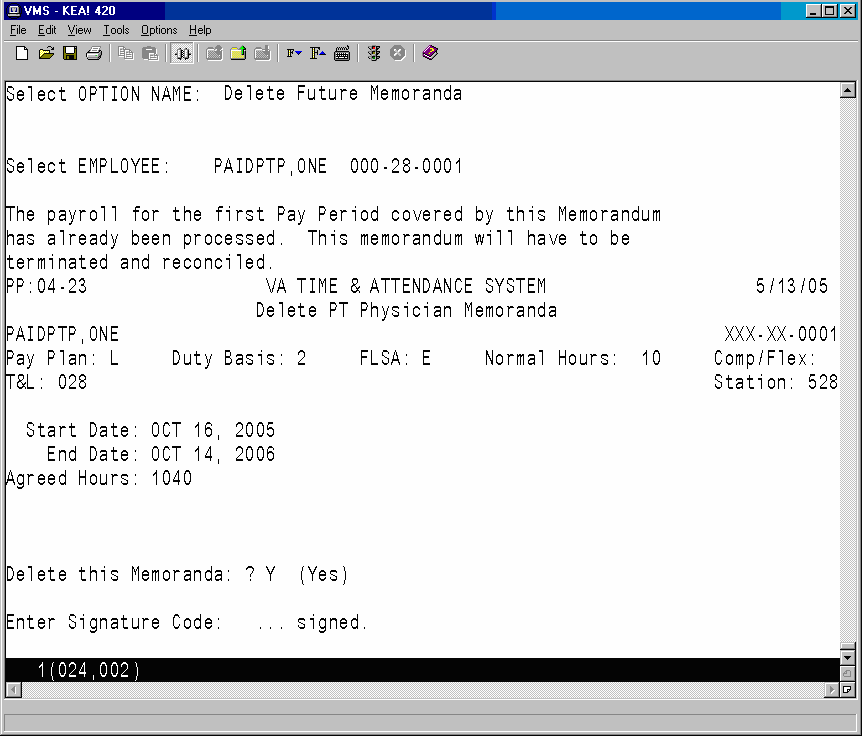 VMS - KEA! 420
File Edit View Tools Options Help
Select OPTION NAME: Delete Future Memoranda
Select EMPLOYEE: PAIDPTP,ONE 000-28-0001
The payroll for the first Pay Period covered by this Memorandum
has already been processed. This memorandum will have to be
terminated and reconciled.
PP:04-23 VA TIME & ATTENDANCE SYSTEM 5/13/05
Delete PT Physician Memoranda
PAIDPTP,ONE XXX-XX-0001
Pay Plan: L Duty Basis: 2 FLSA: E Normal Hours: 10 Comp/Flex:
T&L: 028 Station: 528
Start Date: OCT 16, 2005
End Date: OCT 14, 2006
Agreed Hours: 1040
Delete this Memoranda: ? Y (Yes)
Enter Signature Code: ... signed.
1(024,002)